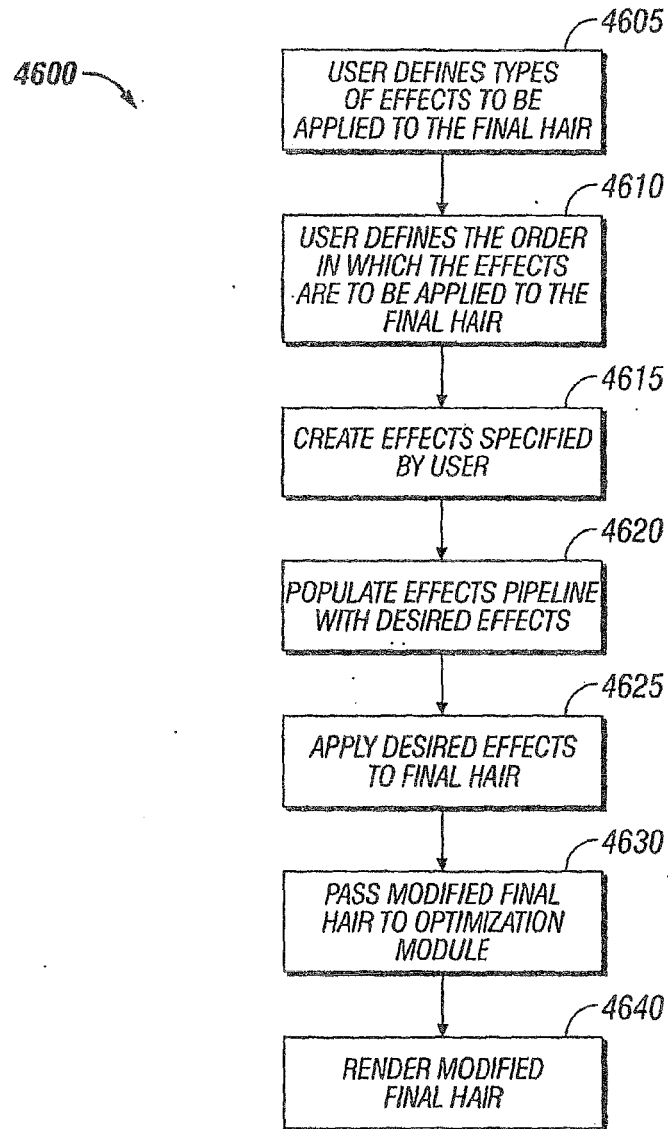 4600
4605
USER DEFINES TYPES
OF EFFECTS TO BE
APPLIED TO THE FINAL HAIR
4610
USER DEFINES THE ORDER
IN WHICH THE EFFECTS
ARE TO BE APPLIED TO THE
FINAL HAIR
4615
CREATE EFFECTS SPECIFIED
BY USER
4620
POPULATE EFFECTS PIPELINE
WITH DESIRED EFFECTS
4625
APPLY DESIRED EFFECTS
TO FINAL HAIR
4630
PASS MODIFIED FINAL
HAIR TO OPTIMIZATION
MODULE
4640
RENDER MODIFIED
FINAL HAIR